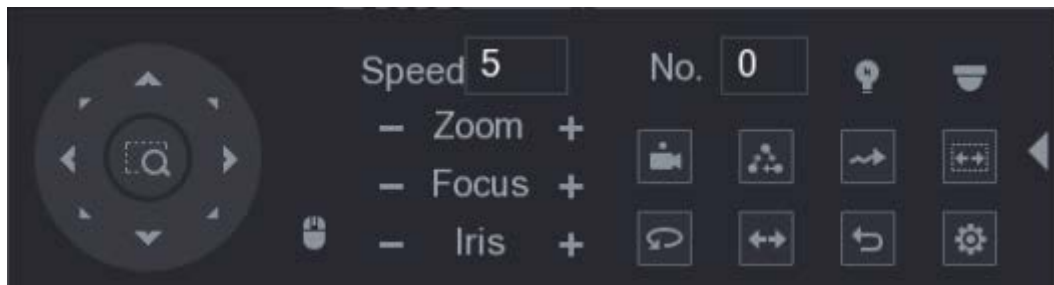 Speed 5 No. 0
– Zoom +
– Focus +
– Iris +